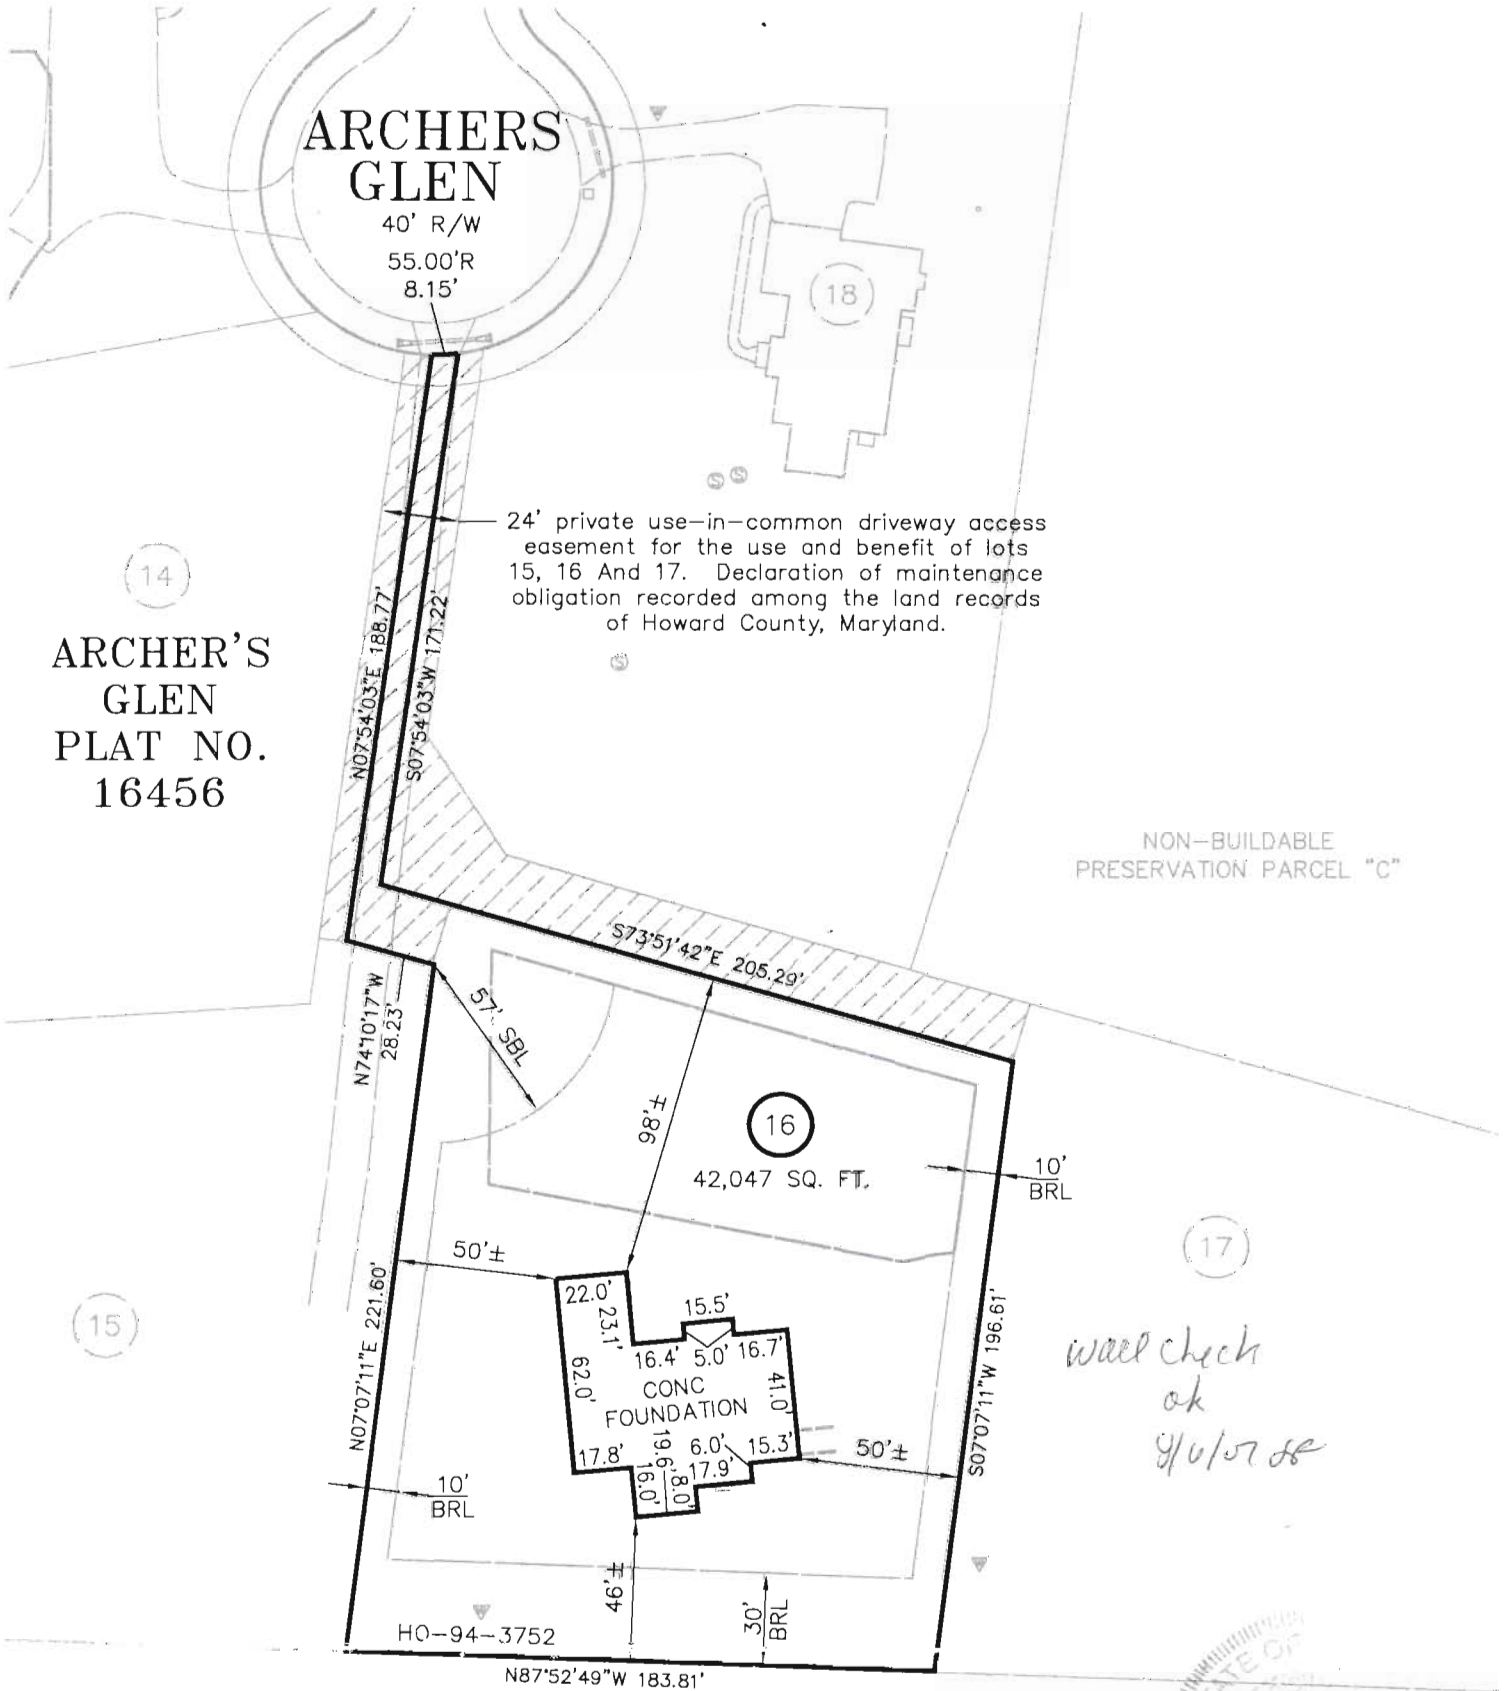 ARCHERS
GLEN
40' R/W
55.00'R
8.15'
18
24' private use-in-common driveway access
easement for the use and benefit of lots
15, 16 And 17. Declaration of maintenance
obligation recorded among the land records
of Howard County, Maryland.
14
ARCHER'S
GLEN
PLAT NO.
16456
N07°54'03"E 188.77'
S07°54'03"W 171.22'
S
S
S
NON-BUILDABLE
PRESERVATION PARCEL "C"
S73°51'42"E 205.29'
N74°10'17"W
28.23'
57' SBL
98'±
16
42,047 SQ. FT.
10'
BRL
17
50'±
15
N07°07'11"E 221.60'
22.0'
23.1'
15.5'
16.4'
5.0'
16.7'
62.0'
CONC
FOUNDATION
41.0'
17.8'
19.6'
6.0'
15.3'
16.0'
8.0'
17.9'
50'±
S07°07'11"W 196.61'
wall check
ok
10'
BRL
46'±
30'
BRL
HO-94-3752
N87°52'49"W 183.81'